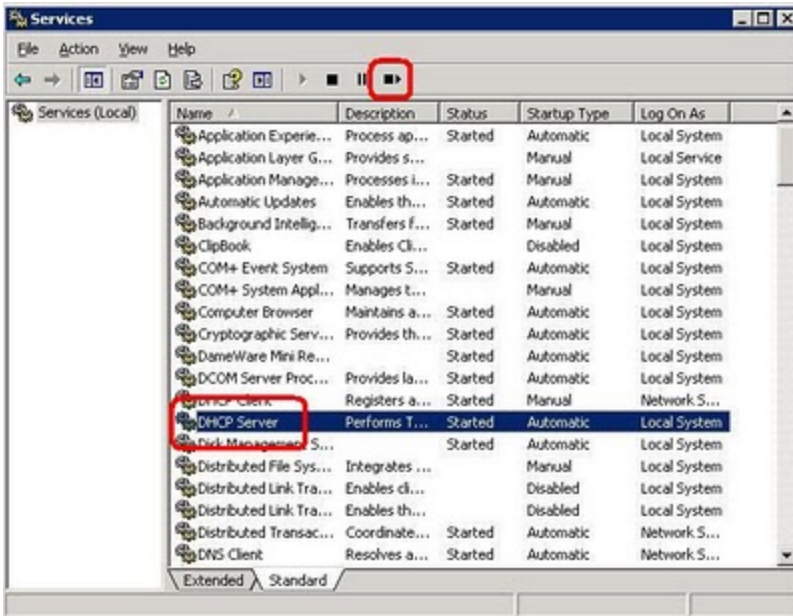 Services
File Action View Help
Services (Local)
Name Description Status Startup Type Log On As
Application Experie... Process ap... Started Automatic Local System
Application Layer G... Provides s... Manual Local Service
Application Manage... Processes i... Started Manual Local System
Automatic Updates Enables th... Started Automatic Local System
Background Intellig... Transfers f... Started Manual Local System
ClipBook Enables Cli... Disabled Local System
COM+ Event System Supports S... Started Automatic Local System
COM+ System Appl... Manages t... Manual Local System
Computer Browser Maintains a... Started Automatic Local System
Cryptographic Serv... Provides th... Started Automatic Local System
DameWare Mini Re... Started Automatic Local System
DCOM Server Proc... Provides la... Started Automatic Local System
DHCP Client Registers a... Started Manual Network S...
DHCP Server Performs T... Started Automatic Local System
Disk Management S... Started Automatic Local System
Distributed File Sys... Integrates ... Manual Local System
Distributed Link Tra... Enables cli... Disabled Local System
Distributed Link Tra... Enables th... Disabled Local System
Distributed Transac... Coordinate... Started Automatic Network S...
DNS Client Resolves a... Started Automatic Network S...
Extended Standard